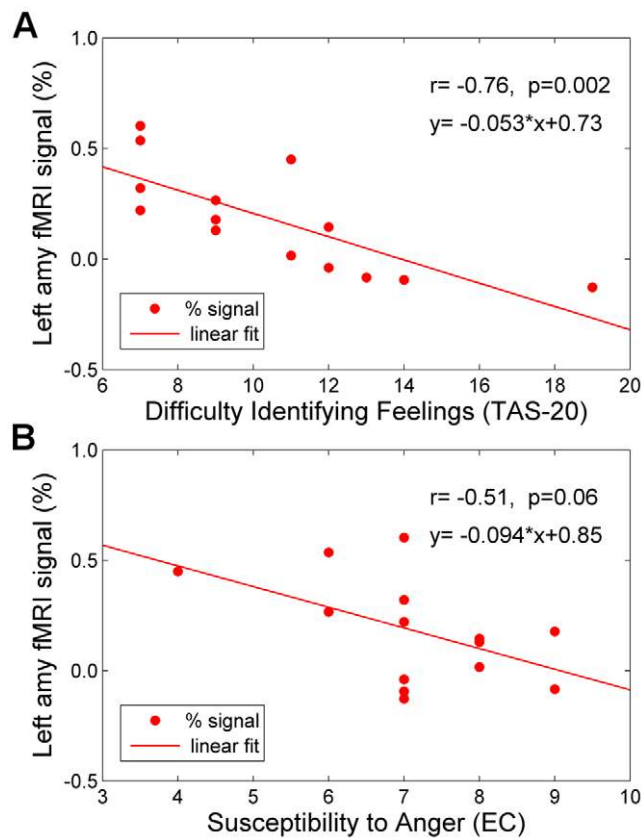 A
Left amy fMRI signal (%)
1.0
0.5
0.0
-0.5
r= -0.76, p=0.002
y= -0.053*x+0.73
% signal
linear fit
6 8 10 12 14 16 18 20
Difficulty Identifying Feelings (TAS-20)
B
Left amy fMRI signal (%)
1.0
0.5
0.0
-0.5
r= -0.51, p=0.06
y= -0.094*x+0.85
% signal
linear fit
3 4 5 6 7 8 9 10
Susceptibility to Anger (EC)